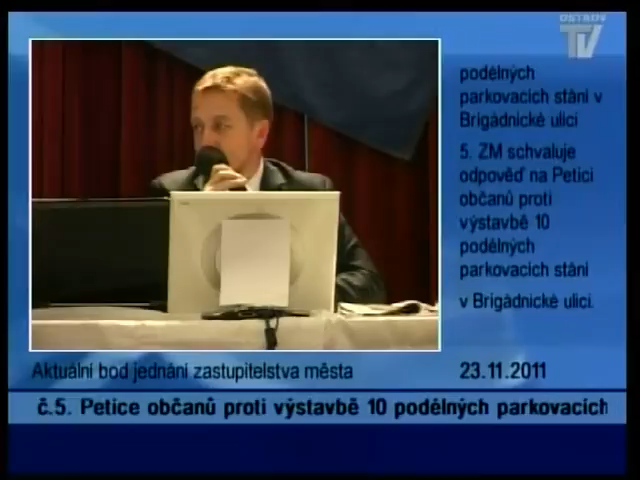 OSTROV
TV
podélných
parkovacích stání v
Brigádnické ulici
5. ZM schvaluje
odpověď na Petici
občanů proti
výstavbě 10
podélných
parkovacích stání
v Brigádnické ulici.
Aktuální bod jednání zastupitelstva města
23.11.2011
č.5. Petice občanů proti výstavbě 10 podélných parkovacích